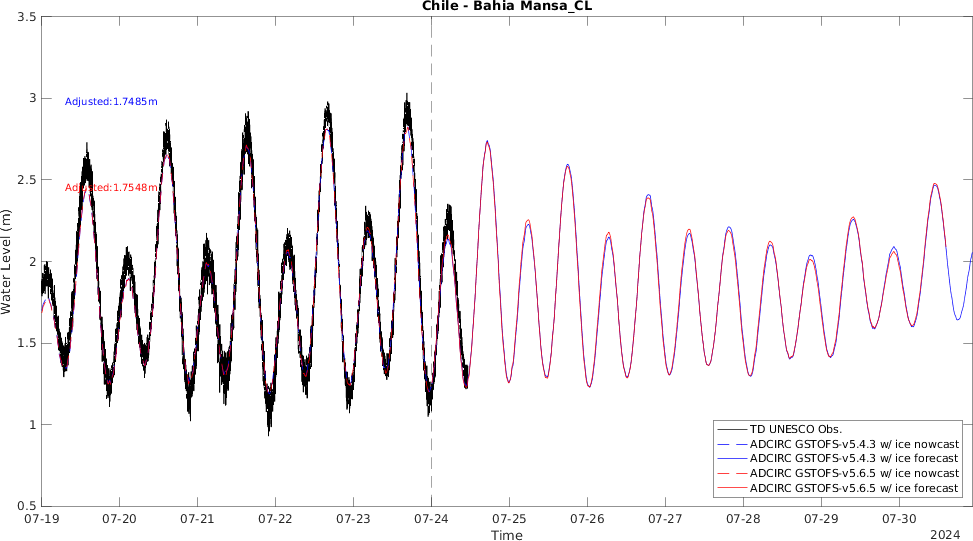 Chile - Bahia Mansa_CL
3.5
3
2.5
2
1.5
1
0.5
Water Level (m)
Adjusted:1.7485m
Adjusted:1.7548m
TD UNESCO Obs.
ADCIRC GSTOFS-v5.4.3 w/ ice nowcast
ADCIRC GSTOFS-v5.4.3 w/ ice forecast
ADCIRC GSTOFS-v5.6.5 w/ ice nowcast
ADCIRC GSTOFS-v5.6.5 w/ ice forecast
07-19 07-20 07-21 07-22 07-23 07-24 07-25 07-26 07-27 07-28 07-29 07-30
Time
2024